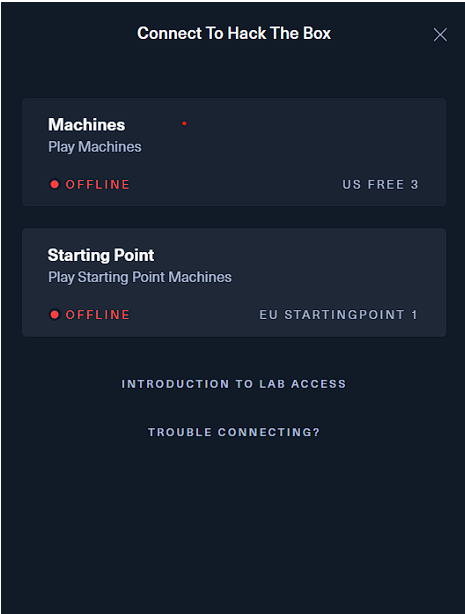 Connect To Hack The Box
Machines
Play Machines
OFFLINE US FREE 3
Starting Point
Play Starting Point Machines
OFFLINE EU STARTINGPOINT 1
INTRODUCTION TO LAB ACCESS
TROUBLE CONNECTING?